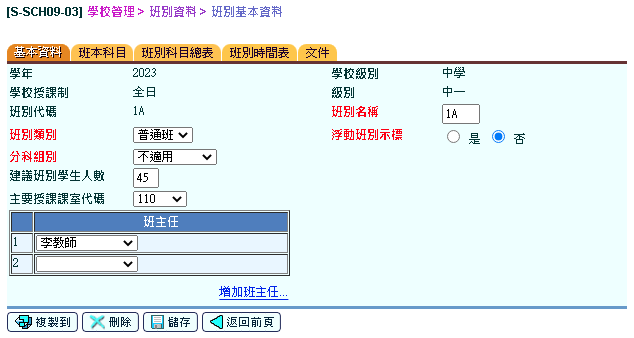 [S-SCH09-03] 學校管理 > 班別資料 > 班別基本資料
基本資料 班本科目 班別科目總表 班別時間表 文件
學年 2023 學校級別 中學
學校授課制 全日 級別 中一
班別代碼 1A 班別名稱 1A
班別類別 普通班 浮動班別示標 是 否
分科組別 不適用
建議班別學生人數 45
主要授課課室代碼 110
班主任
1 李教師
2
增加班主任...
複製到 刪除 儲存 返回前頁